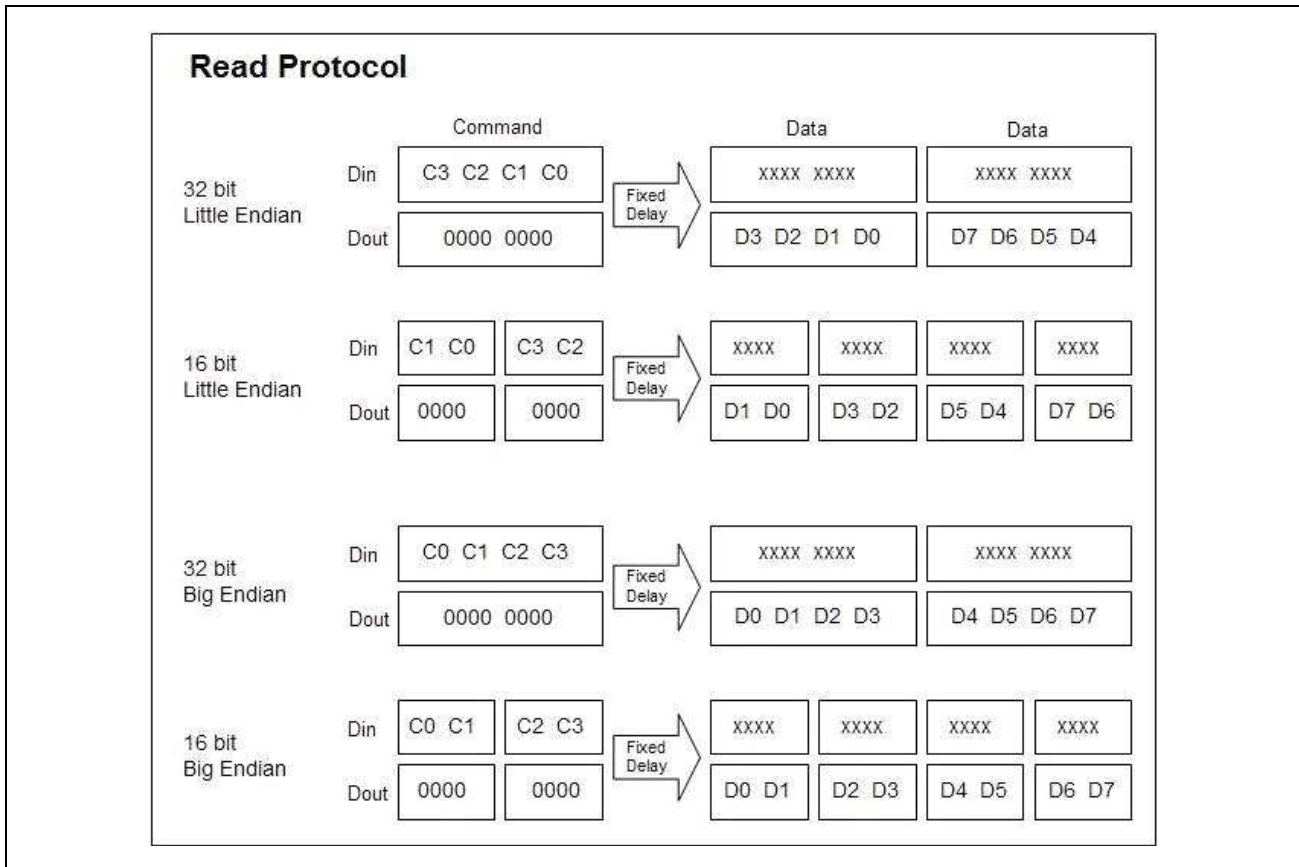 Read Protocol
Command Data Data
32 bit
Little Endian
Din C3 C2 C1 C0 Fixed Delay XXXX XXXX XXXX XXXX
Dout 0000 0000 D3 D2 D1 D0 D7 D6 D5 D4
16 bit
Little Endian
Din C1 C0 C3 C2 Fixed Delay XXXX XXXX XXXX XXXX
Dout 0000 0000 D1 D0 D3 D2 D5 D4 D7 D6
32 bit
Big Endian
Din C0 C1 C2 C3 Fixed Delay XXXX XXXX XXXX XXXX
Dout 0000 0000 D0 D1 D2 D3 D4 D5 D6 D7
16 bit
Big Endian
Din C0 C1 C2 C3 Fixed Delay XXXX XXXX XXXX XXXX
Dout 0000 0000 D0 D1 D2 D3 D4 D5 D6 D7